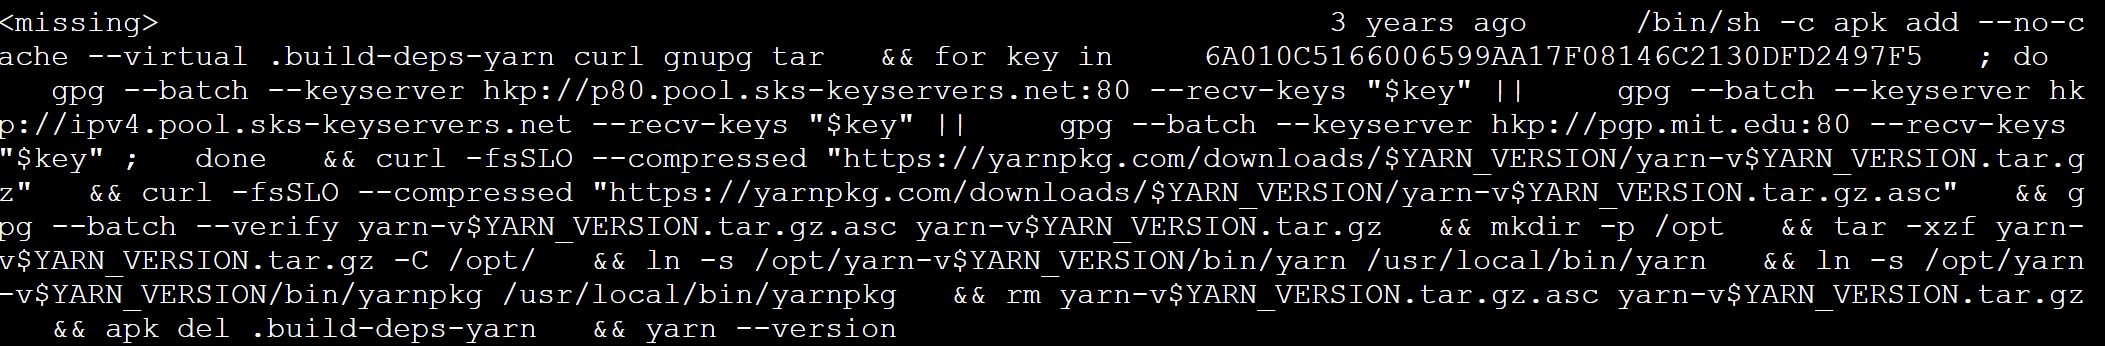 <missing>                                                                 3 years ago      /bin/sh -c apk add --no-c
ache --virtual .build-deps-yarn curl gnupg tar   && for key in     6A010C5166006599AA17F08146C2130DFD2497F5   ; do
   gpg --batch --keyserver hkp://p80.pool.sks-keyservers.net:80 --recv-keys "$key" ||     gpg --batch --keyserver hk
p://ipv4.pool.sks-keyservers.net --recv-keys "$key" ||     gpg --batch --keyserver hkp://pgp.mit.edu:80 --recv-keys
"$key" ;   done   && curl -fsSLO --compressed "https://yarnpkg.com/downloads/$YARN_VERSION/yarn-v$YARN_VERSION.tar.g
z"   && curl -fsSLO --compressed "https://yarnpkg.com/downloads/$YARN_VERSION/yarn-v$YARN_VERSION.tar.gz.asc"   && g
pg --batch --verify yarn-v$YARN_VERSION.tar.gz.asc yarn-v$YARN_VERSION.tar.gz   && mkdir -p /opt   && tar -xzf yarn-
v$YARN_VERSION.tar.gz -C /opt/   && ln -s /opt/yarn-v$YARN_VERSION/bin/yarn /usr/local/bin/yarn   && ln -s /opt/yarn
-v$YARN_VERSION/bin/yarnpkg /usr/local/bin/yarnpkg   && rm yarn-v$YARN_VERSION.tar.gz.asc yarn-v$YARN_VERSION.tar.gz
   && apk del .build-deps-yarn   && yarn --version